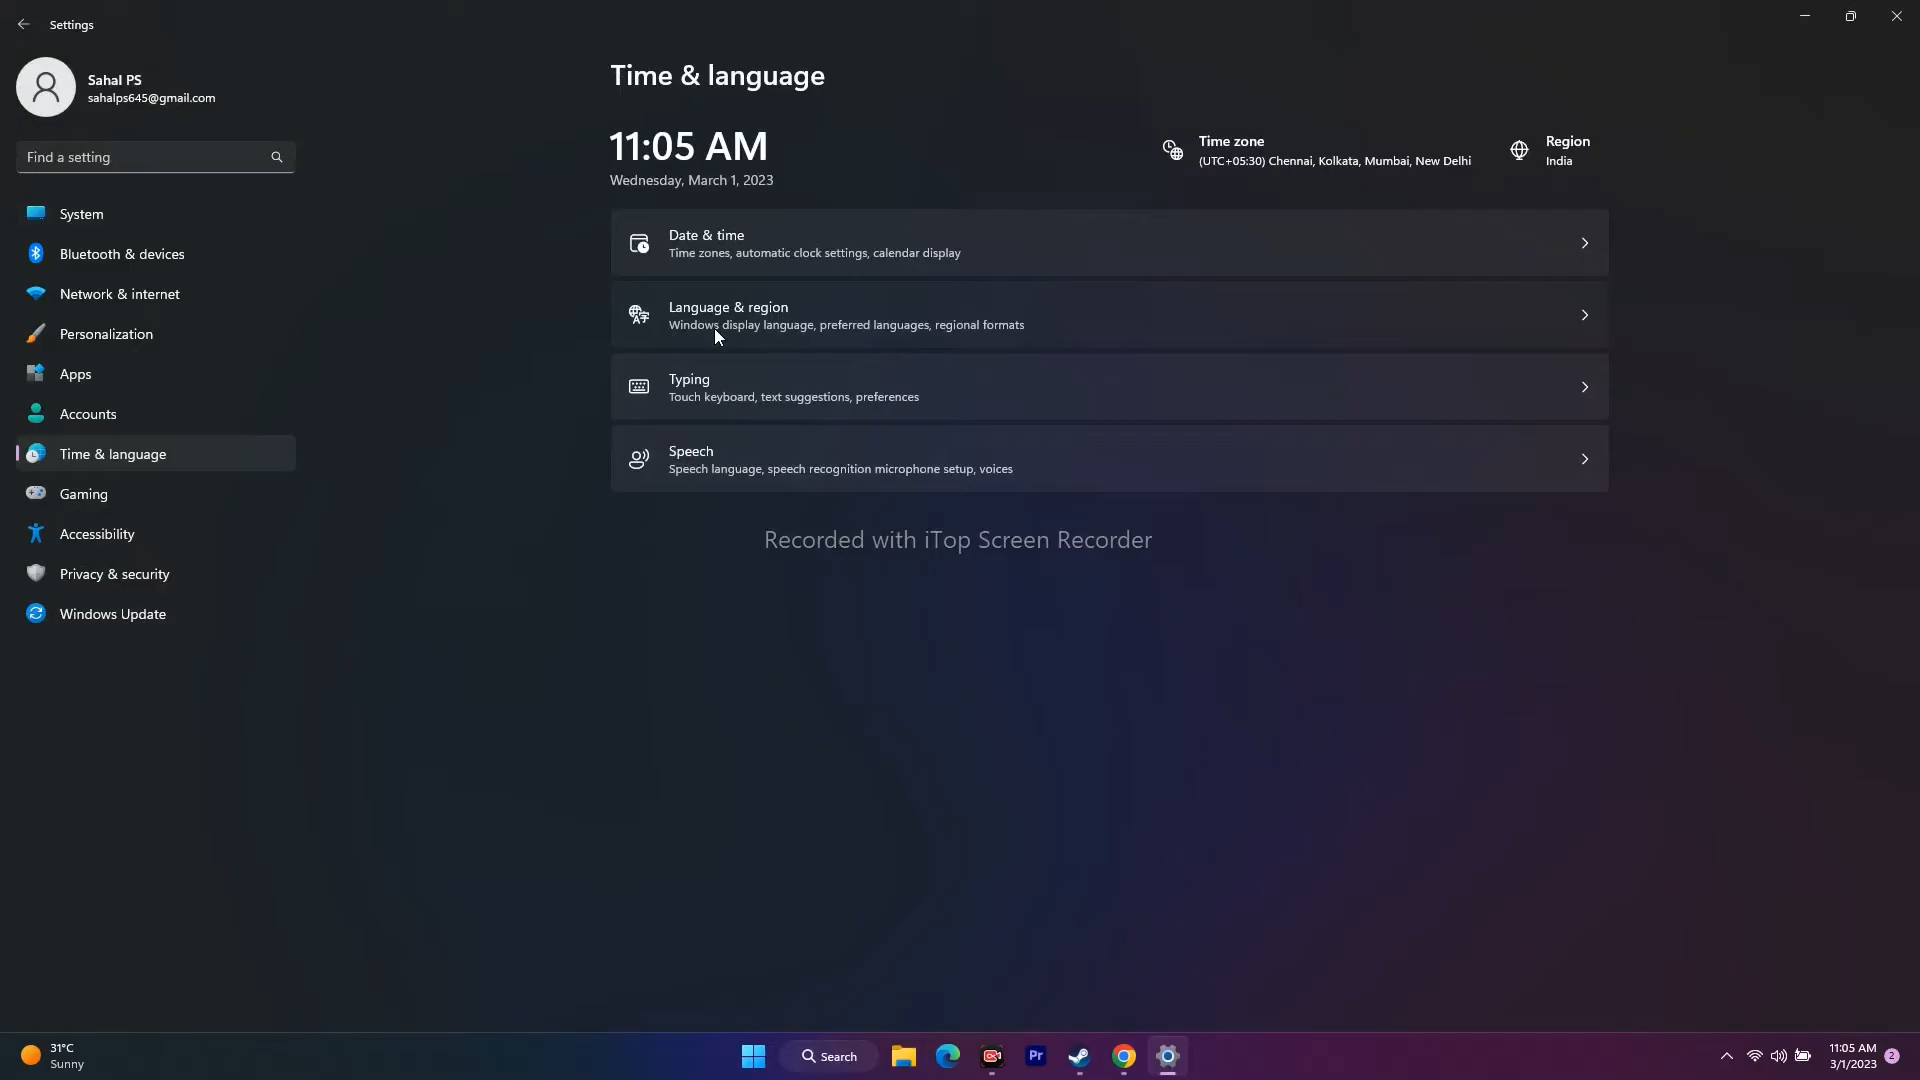 Settings
Sahal PS
sahalps645@gmail.com
Find a setting
System
Bluetooth & devices
Network & internet
Personalization
Apps
Accounts
Time & language
Gaming
Accessibility
Privacy & security
Windows Update
Time & language
11:05 AM
Wednesday, March 1, 2023
Time zone
(UTC+05:30) Chennai, Kolkata, Mumbai, New Delhi
Region
India
Date & time
Time zones, automatic clock settings, calendar display
Language & region
Windows display language, preferred languages, regional formats
Typing
Touch keyboard, text suggestions, preferences
Speech
Speech language, speech recognition microphone setup, voices
Recorded with iTop Screen Recorder
31°C
Sunny
Search
Pr
11:05 AM
3/1/2023
2